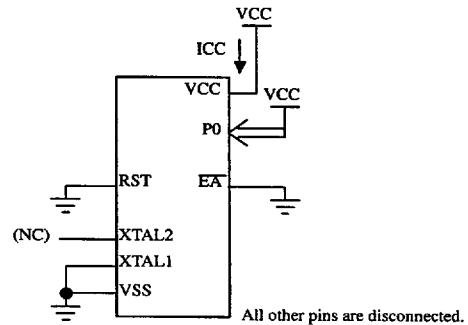 VCC
ICC
VCC
VCC
P0
RST
EA
(NC)
XTAL2
XTAL1
VSS
All other pins are disconnected.